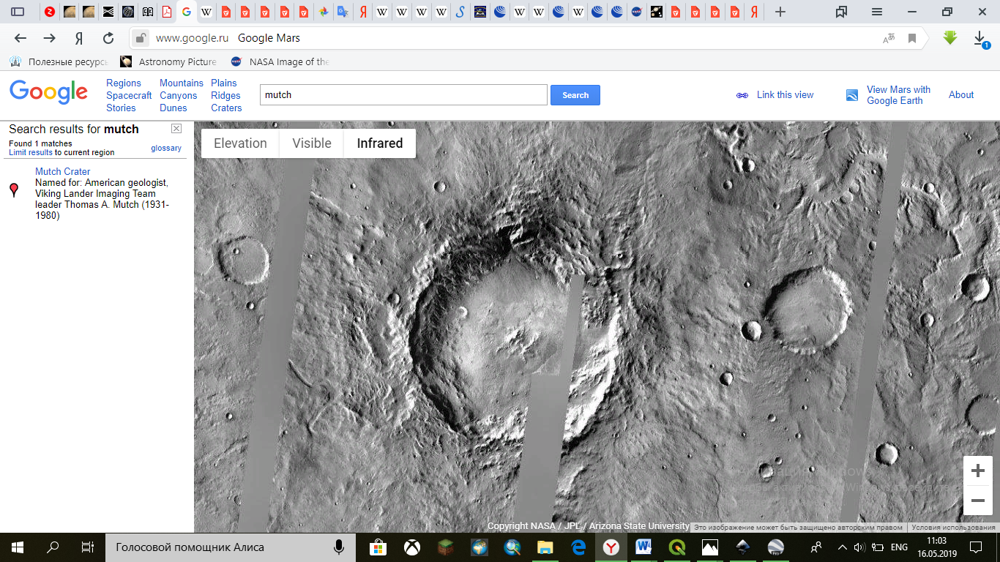 www.google.ru Google Mars
Полезные ресурс
Astronomy Picture
NASA Image of the
Google
Regions Mountains Plains
Spacecraft Canyons Ridges
Stories Dunes Craters
mutch
Search
Link this view
View Mars with
Google Earth
About
Search results for mutch
Found 1 matches
Limit results to current region
glossary
Mutch Crater
Named for: American geologist,
Viking Lander Imaging Team
leader Thomas A. Mutch (1931-
1980)
Elevation Visible Infrared
+
−
Copyright NASA / JPL / Arizona State University
Это изображение может быть защищено авторским правом
Условия использования
Голосовой помощник Алиса
ENG
11:03
16.05.2019